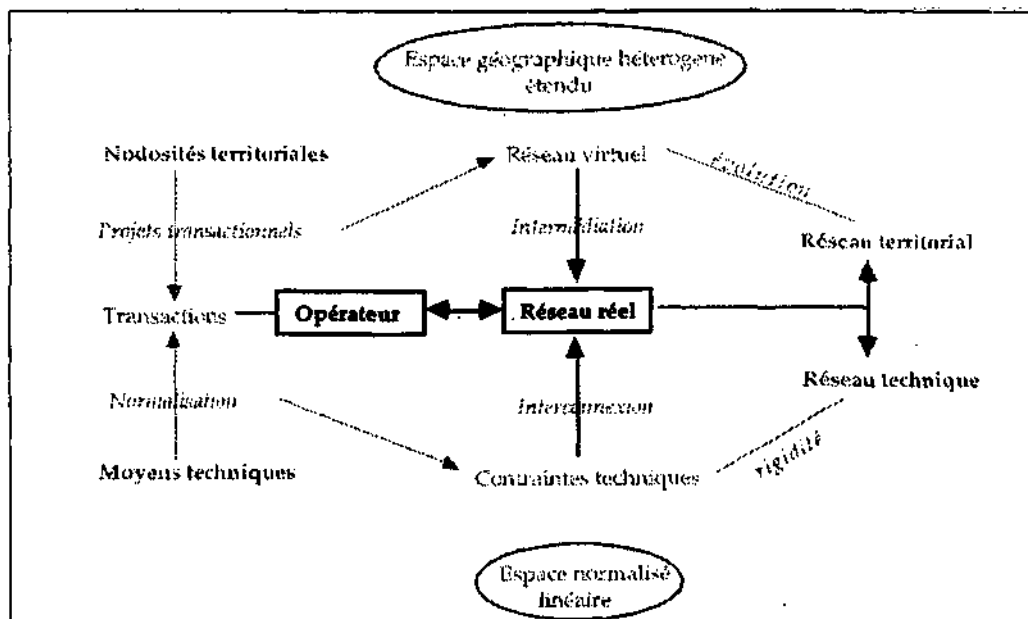 Espace géographique hétérogène
étendu
Nodosités territoriales
Réseau virtuel
évolution
Projets transactionnels
Intermédiation
Réseau territorial
Transactions
Opérateur
Réseau réel
Réseau technique
Normalisation
Interconnexion
rigidité
Moyens techniques
Contraintes techniques
Espace normalisé
linéaire